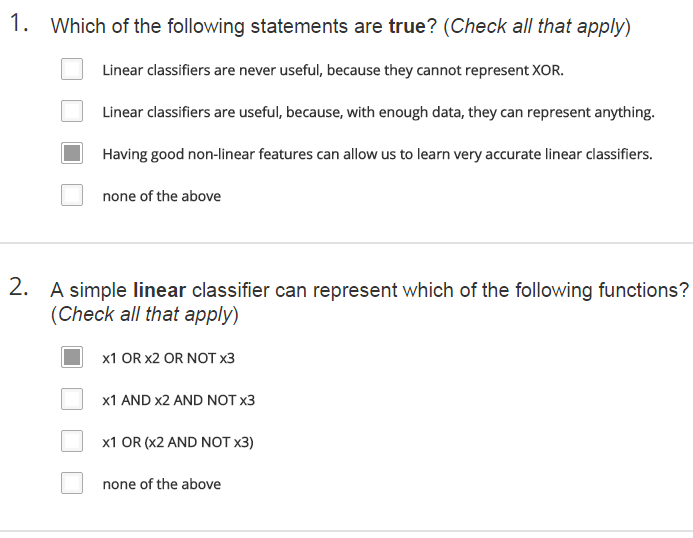 1. Which of the following statements are true? (Check all that apply)
Linear classifiers are never useful, because they cannot represent XOR.
Linear classifiers are useful, because, with enough data, they can represent anything.
Having good non-linear features can allow us to learn very accurate linear classifiers.
none of the above
2. A simple linear classifier can represent which of the following functions?
(Check all that apply)
x1 OR x2 OR NOT x3
x1 AND x2 AND NOT x3
x1 OR (x2 AND NOT x3)
none of the above